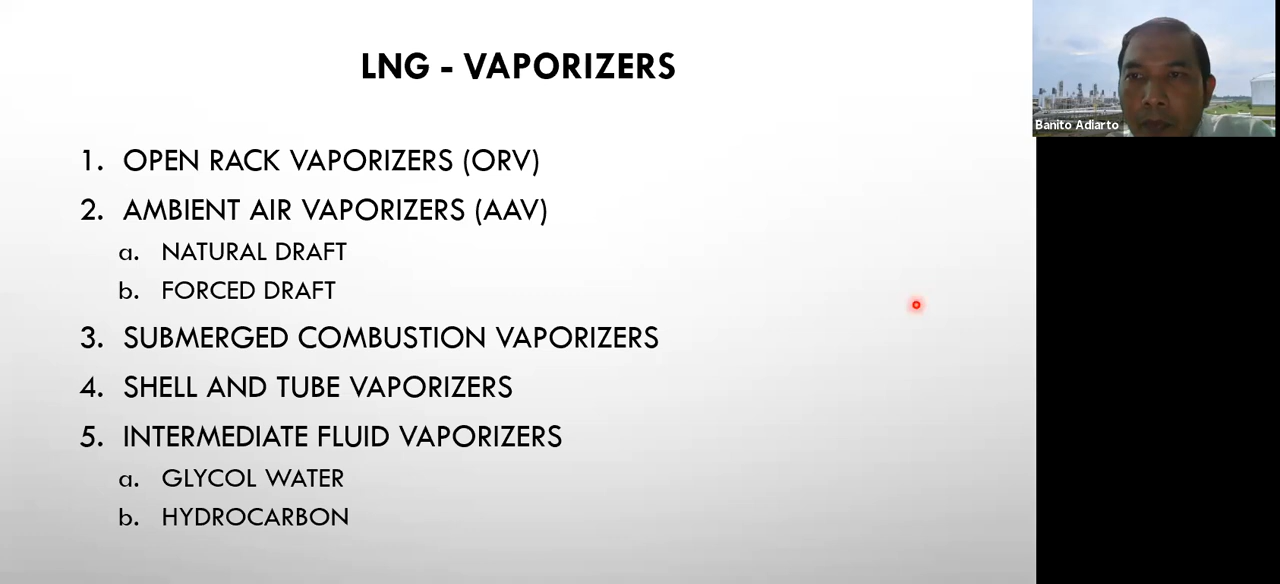 LNG - VAPORIZERS
1. OPEN RACK VAPORIZERS (ORV)
2. AMBIENT AIR VAPORIZERS (AAV)
a. NATURAL DRAFT
b. FORCED DRAFT
3. SUBMERGED COMBUSTION VAPORIZERS
4. SHELL AND TUBE VAPORIZERS
5. INTERMEDIATE FLUID VAPORIZERS
a. GLYCOL WATER
b. HYDROCARBON
Banito Adiarto